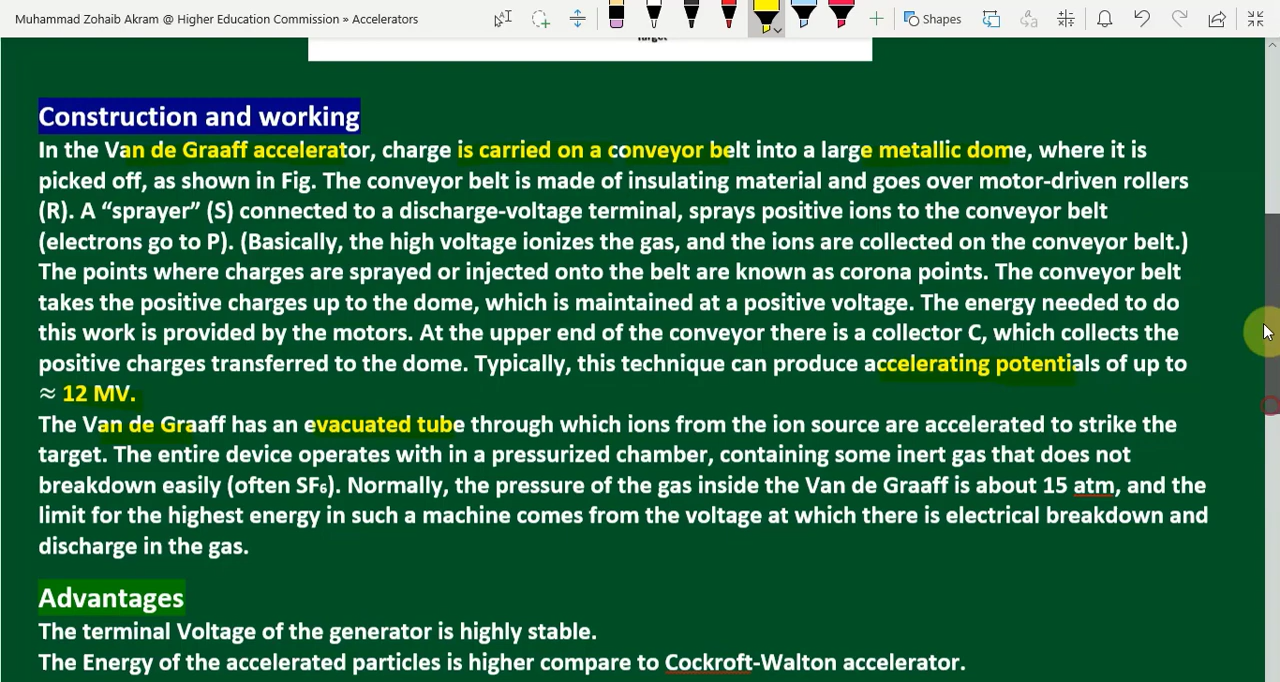 Muhammad Zohaib Akram @ Higher Education Commission » Accelerators
Shapes
Target
Construction and working
In the Van de Graaff accelerator, charge is carried on a conveyor belt into a large metallic dome, where it is
picked off, as shown in Fig. The conveyor belt is made of insulating material and goes over motor-driven rollers
(R). A “sprayer” (S) connected to a discharge-voltage terminal, sprays positive ions to the conveyor belt
(electrons go to P). (Basically, the high voltage ionizes the gas, and the ions are collected on the conveyor belt.)
The points where charges are sprayed or injected onto the belt are known as corona points. The conveyor belt
takes the positive charges up to the dome, which is maintained at a positive voltage. The energy needed to do
this work is provided by the motors. At the upper end of the conveyor there is a collector C, which collects the
positive charges transferred to the dome. Typically, this technique can produce accelerating potentials of up to
≈ 12 MV.
The Van de Graaff has an evacuated tube through which ions from the ion source are accelerated to strike the
target. The entire device operates with in a pressurized chamber, containing some inert gas that does not
breakdown easily (often SF₆). Normally, the pressure of the gas inside the Van de Graaff is about 15 atm, and the
limit for the highest energy in such a machine comes from the voltage at which there is electrical breakdown and
discharge in the gas.
Advantages
The terminal Voltage of the generator is highly stable.
The Energy of the accelerated particles is higher compare to Cockroft-Walton accelerator.